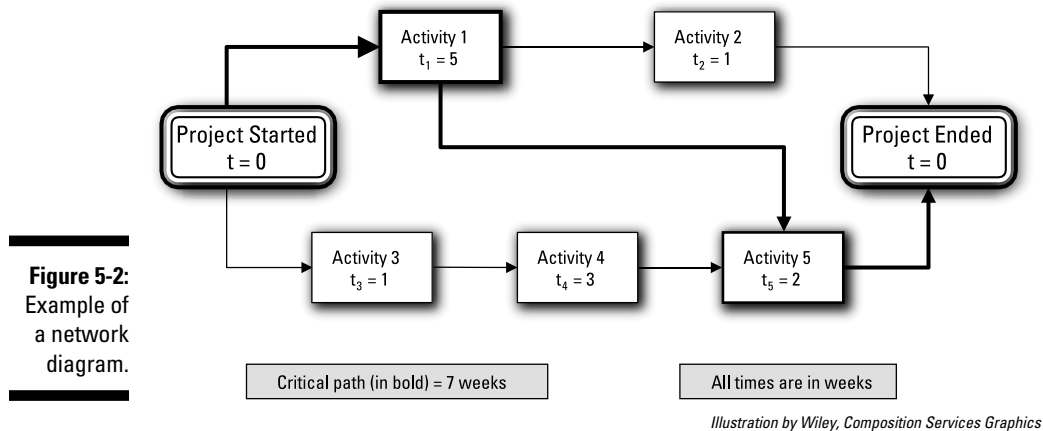 Activity 1
t₁ = 5
Activity 2
t₂ = 1
Project Started
t = 0
Project Ended
t = 0
Activity 3
t₃ = 1
Activity 4
t₄ = 3
Activity 5
t₅ = 2
Figure 5-2:
Example of
a network
diagram.
Critical path (in bold) = 7 weeks
All times are in weeks
Illustration by Wiley, Composition Services Graphics